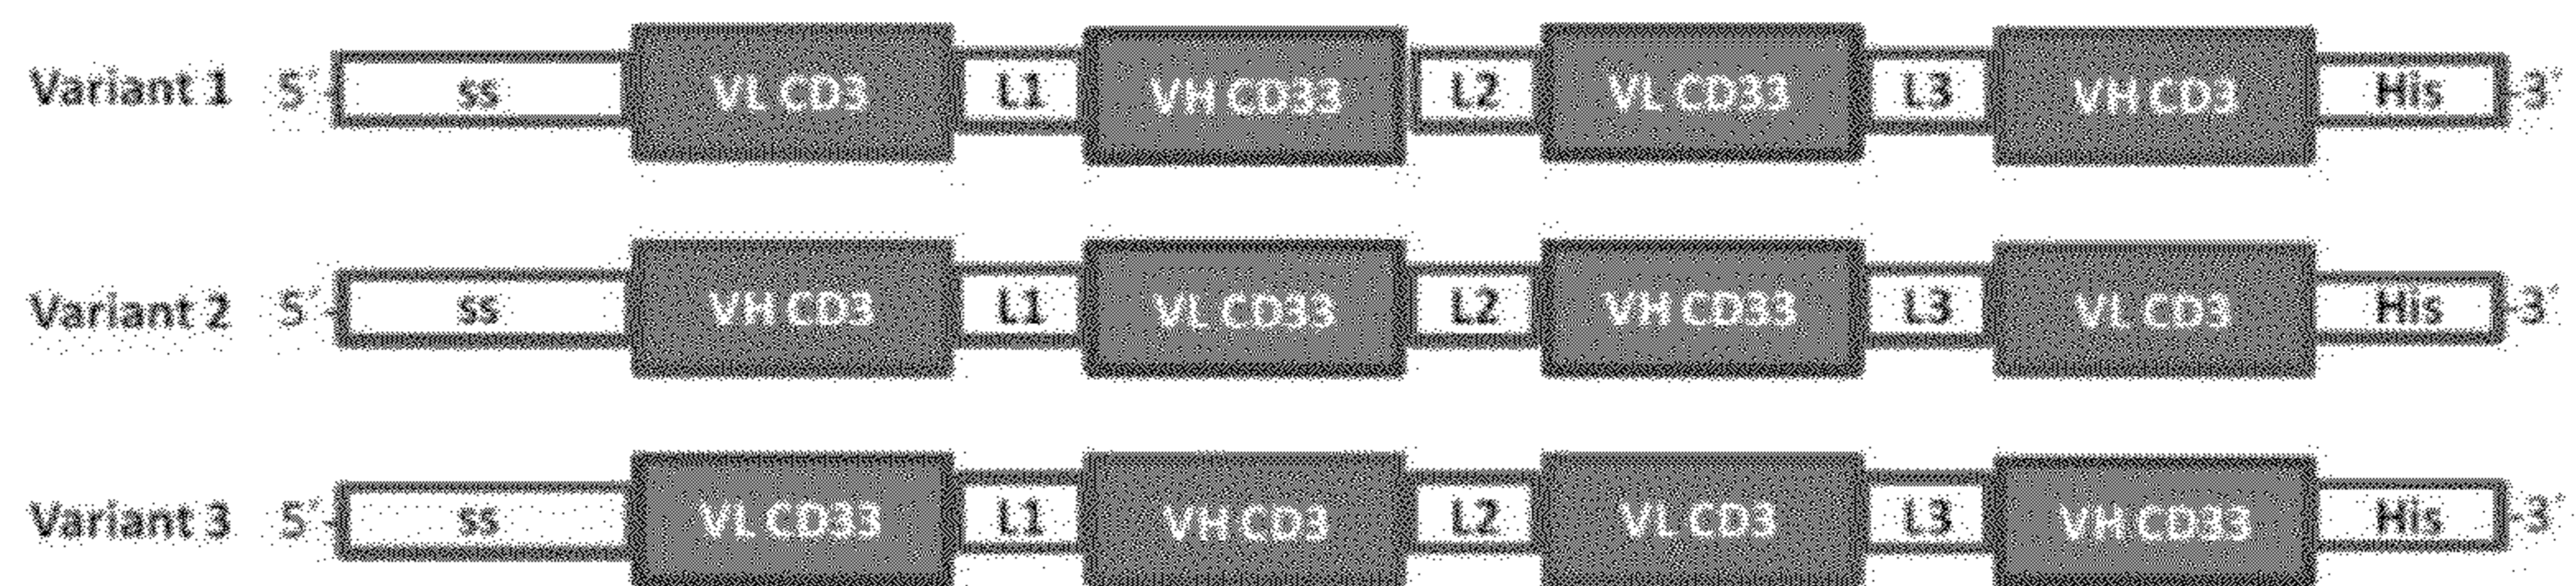 Variant 1 5´ ss VL CD3 L1 VH CD33 L2 VL CD33 L3 VH CD3 His 3´
Variant 2 5´ ss VH CD3 L1 VL CD33 L2 VH CD33 L3 VL CD3 His 3´
Variant 3 5´ ss VL CD33 L1 VH CD3 L2 VL CD3 L3 VH CD33 His 3´